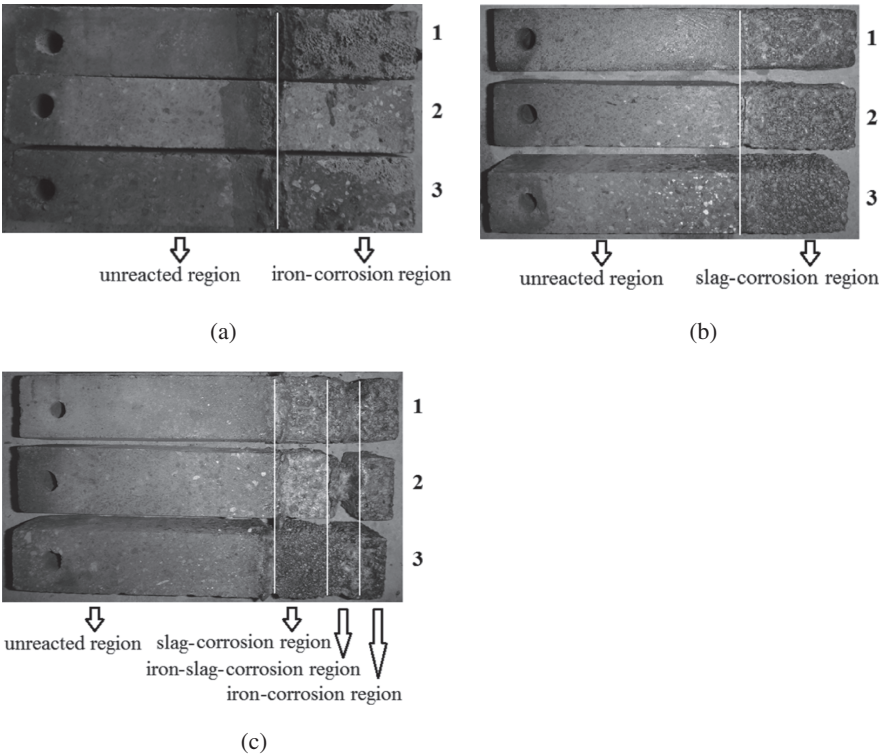 1
2
3
unreacted region
iron-corrosion region
(a)
1
2
3
unreacted region
slag-corrosion region
(b)
1
2
3
unreacted region
slag-corrosion region
iron-slag-corrosion region
iron-corrosion region
(c)